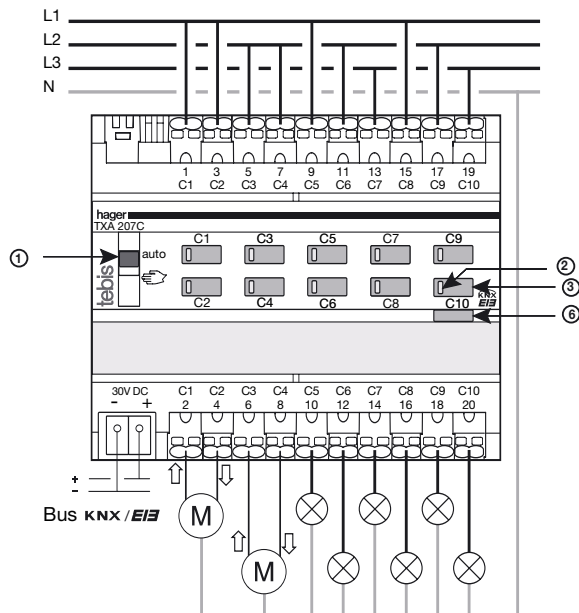 L1
L2
L3
N
1 3 5 7 9 11 13 15 17 19
C1 C2 C3 C4 C5 C6 C7 C8 C9 C10
hager
TXA 207C
C1 C3 C5 C7 C9
1 auto 2
tebis 3
C2 C4 C6 C8 C10 KNX
EIB
6
30V DC C1 C2 C3 C4 C5 C6 C7 C8 C9 C10
- + 2 4 6 8 10 12 14 16 18 20
+
-
Bus KNX / EIB M
M